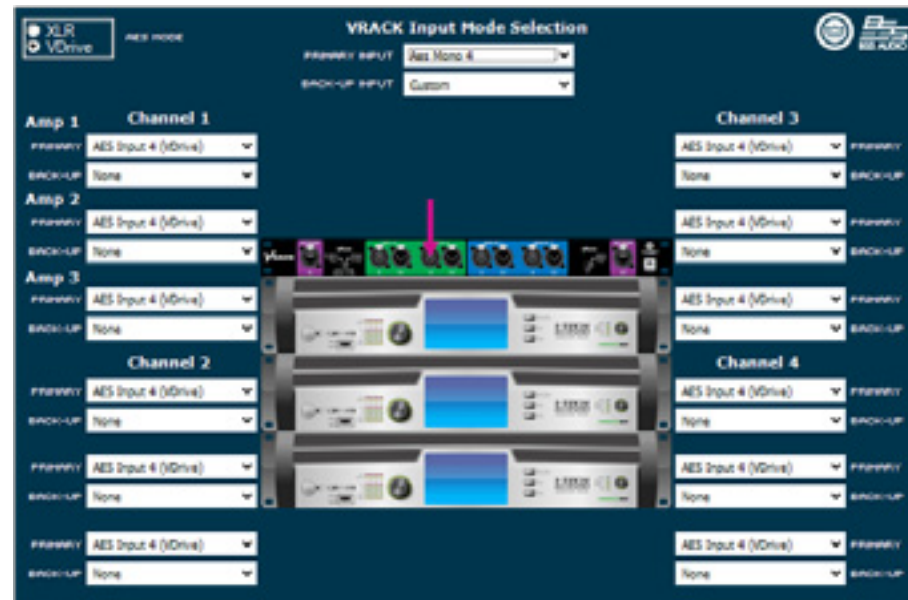 XLR
VDrive
AES MODE
VRACK Input Mode Selection
PRIMARY INPUT
Aes Mono 4
BACK-UP INPUT
Custom
BSS AUDIO
Amp 1
Channel 1
PRIMARY
AES Input 4 (VDrive)
BACK-UP
None
Amp 2
PRIMARY
AES Input 4 (VDrive)
BACK-UP
None
Amp 3
PRIMARY
AES Input 4 (VDrive)
BACK-UP
None
Channel 2
PRIMARY
AES Input 4 (VDrive)
BACK-UP
None
PRIMARY
AES Input 4 (VDrive)
BACK-UP
None
PRIMARY
AES Input 4 (VDrive)
BACK-UP
None
Channel 3
AES Input 4 (VDrive)
PRIMARY
None
BACK-UP
AES Input 4 (VDrive)
PRIMARY
None
BACK-UP
AES Input 4 (VDrive)
PRIMARY
None
BACK-UP
Channel 4
AES Input 4 (VDrive)
PRIMARY
None
BACK-UP
AES Input 4 (VDrive)
PRIMARY
None
BACK-UP
AES Input 4 (VDrive)
PRIMARY
None
BACK-UP